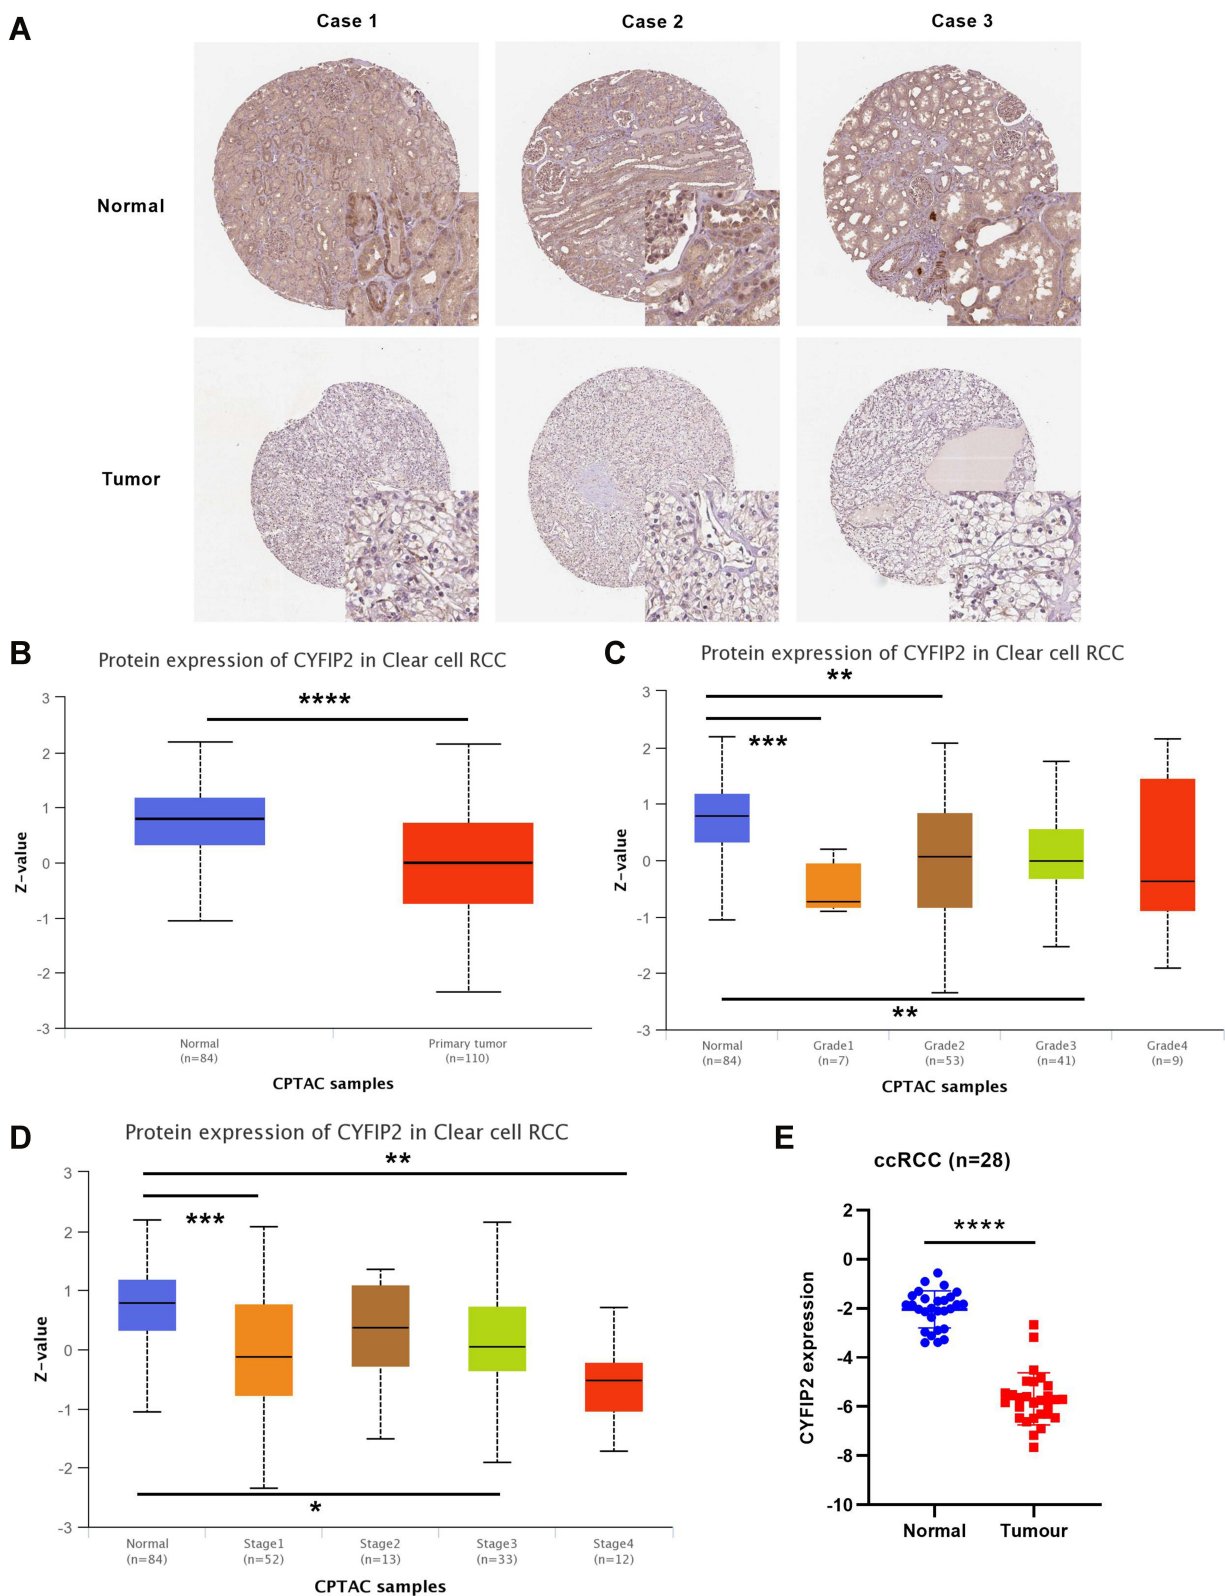 A
Case 1
Case 2
Case 3
Normal
Tumor
B
Protein expression of CYFIP2 in Clear cell RCC
****
Z-value
3
2
1
0
-1
-2
-3
Normal
(n=84)
Primary tumor
(n=110)
CPTAC samples
C
Protein expression of CYFIP2 in Clear cell RCC
**
***
Z-value
3
2
1
0
-1
-2
-3
**
Normal
(n=84)
Grade1
(n=7)
Grade2
(n=53)
Grade3
(n=41)
Grade4
(n=9)
CPTAC samples
D
Protein expression of CYFIP2 in Clear cell RCC
**
***
Z-value
3
2
1
0
-1
-2
-3
*
Normal
(n=84)
Stage1
(n=52)
Stage2
(n=13)
Stage3
(n=33)
Stage4
(n=12)
CPTAC samples
E
ccRCC (n=28)
****
CYFIP2 expression
2
0
-2
-4
-6
-8
-10
Normal
Tumour